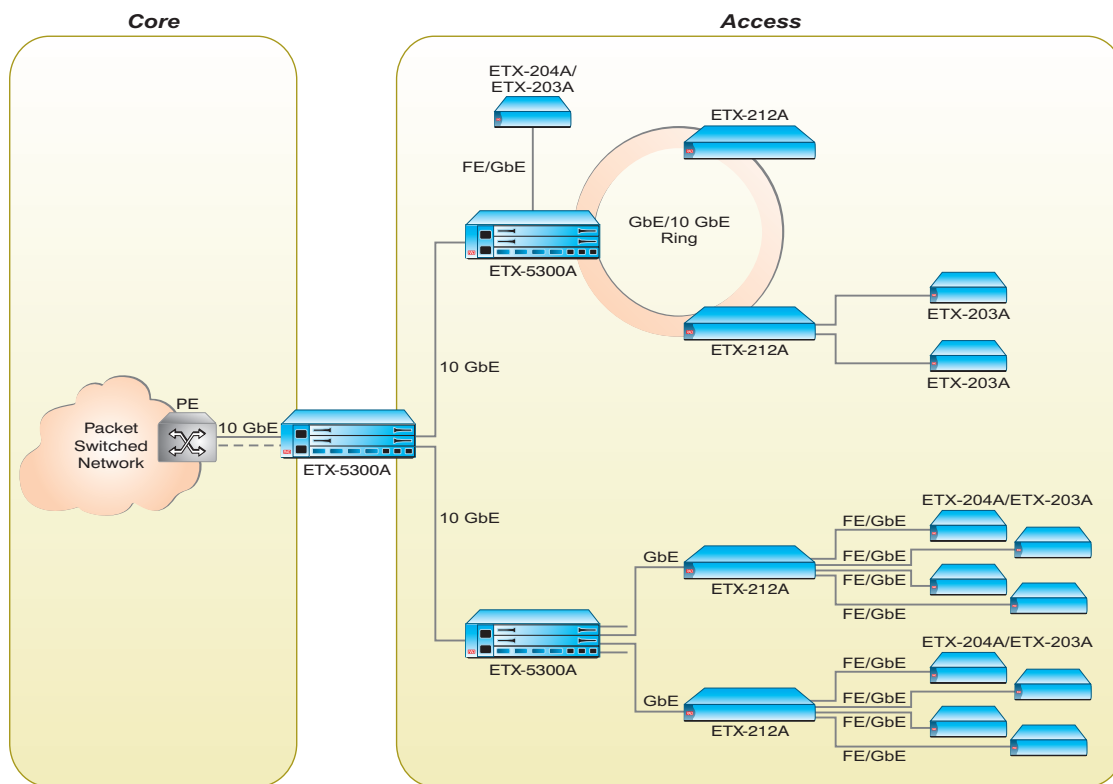 Core
Access
ETX-204A/
ETX-203A
ETX-212A
FE/GbE
GbE/10 GbE
Ring
ETX-5300A
ETX-203A
ETX-212A
ETX-203A
10 GbE
PE
10 GbE
Packet
Switched
Network
ETX-5300A
10 GbE
ETX-204A/ETX-203A
FE/GbE
FE/GbE
GbE
FE/GbE
ETX-212A
FE/GbE
ETX-204A/ETX-203A
FE/GbE
ETX-5300A
FE/GbE
GbE
FE/GbE
ETX-212A
FE/GbE